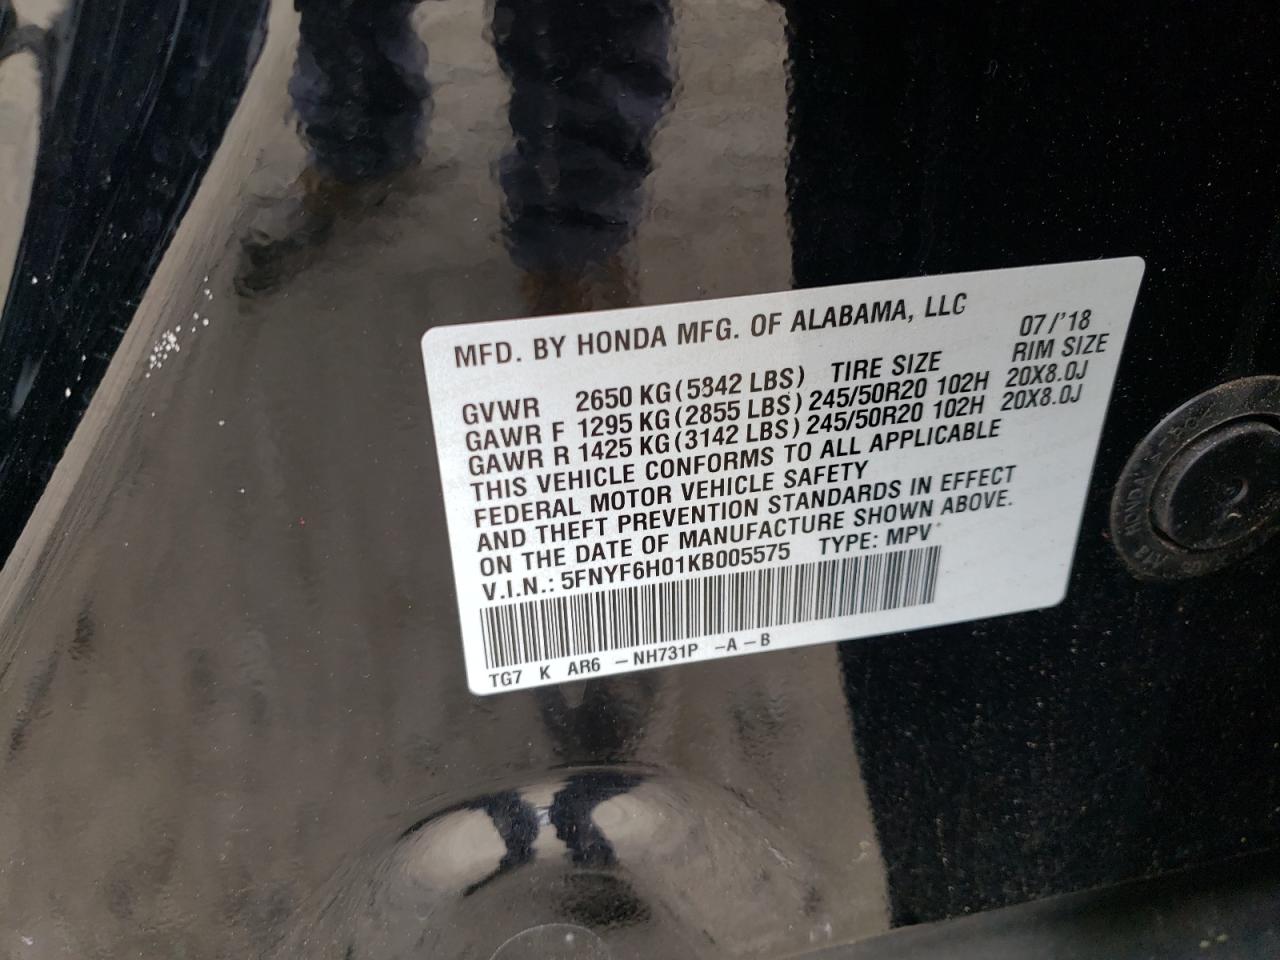 MFD. BY HONDA MFG. OF ALABAMA, LLC 07/'18
GVWR 2650 KG (5842 LBS) TIRE SIZE RIM SIZE
GAWR F 1295 KG (2855 LBS) 245/50R20 102H 20X8.0J
GAWR R 1425 KG (3142 LBS) 245/50R20 102H 20X8.0J
THIS VEHICLE CONFORMS TO ALL APPLICABLE
FEDERAL MOTOR VEHICLE SAFETY
AND THEFT PREVENTION STANDARDS IN EFFECT
ON THE DATE OF MANUFACTURE SHOWN ABOVE.
V.I.N.: 5FNYF6H01KB005575 TYPE: MPV
TG7 K AR6 -NH731P -A-B
HONDA